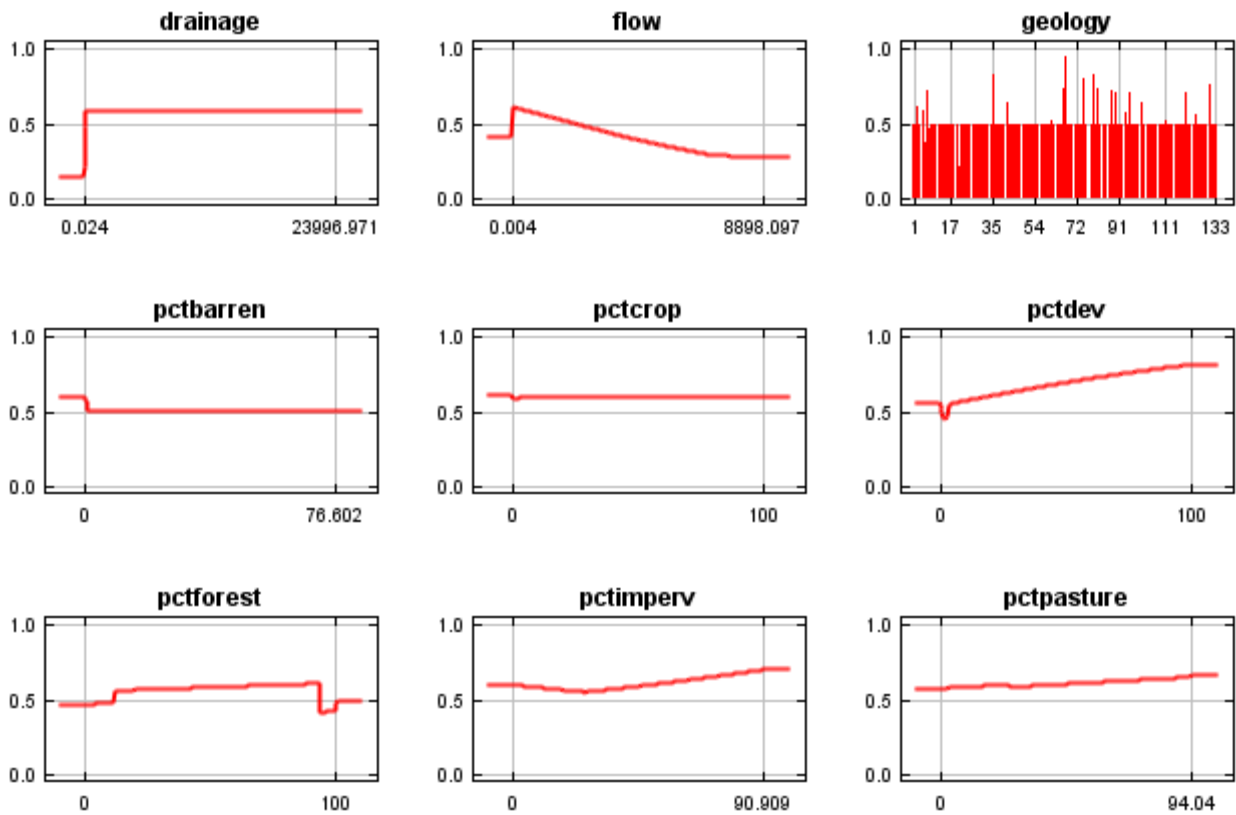 drainage flow geology
1.0 1.0 1.0
0.5 0.5 0.5
0.0 0.0 0.0
0.024 23996.971 0.004 8898.097 1 17 35 54 72 91 111 133
pctbarren pctcrop pctdev
1.0 1.0 1.0
0.5 0.5 0.5
0.0 0.0 0.0
0 76.602 0 100 0 100
pctforest pctimperv pctpasture
1.0 1.0 1.0
0.5 0.5 0.5
0.0 0.0 0.0
0 100 0 90.909 0 94.04